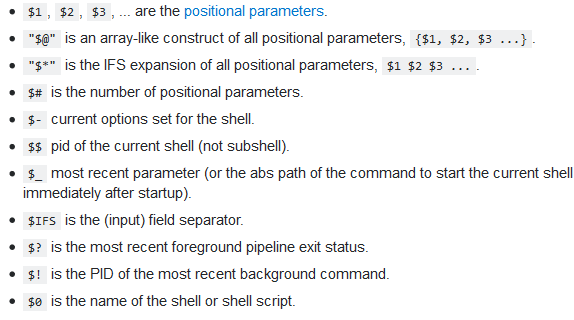 $1 , $2 , $3 , ... are the positional parameters.
"$@" is an array-like construct of all positional parameters, {$1, $2, $3 ...} .
"$*" is the IFS expansion of all positional parameters, $1 $2 $3 ... .
$# is the number of positional parameters.
$- current options set for the shell.
$$ pid of the current shell (not subshell).
$_ most recent parameter (or the abs path of the command to start the current shell
immediately after startup).
$IFS is the (input) field separator.
$? is the most recent foreground pipeline exit status.
$! is the PID of the most recent background command.
$0 is the name of the shell or shell script.